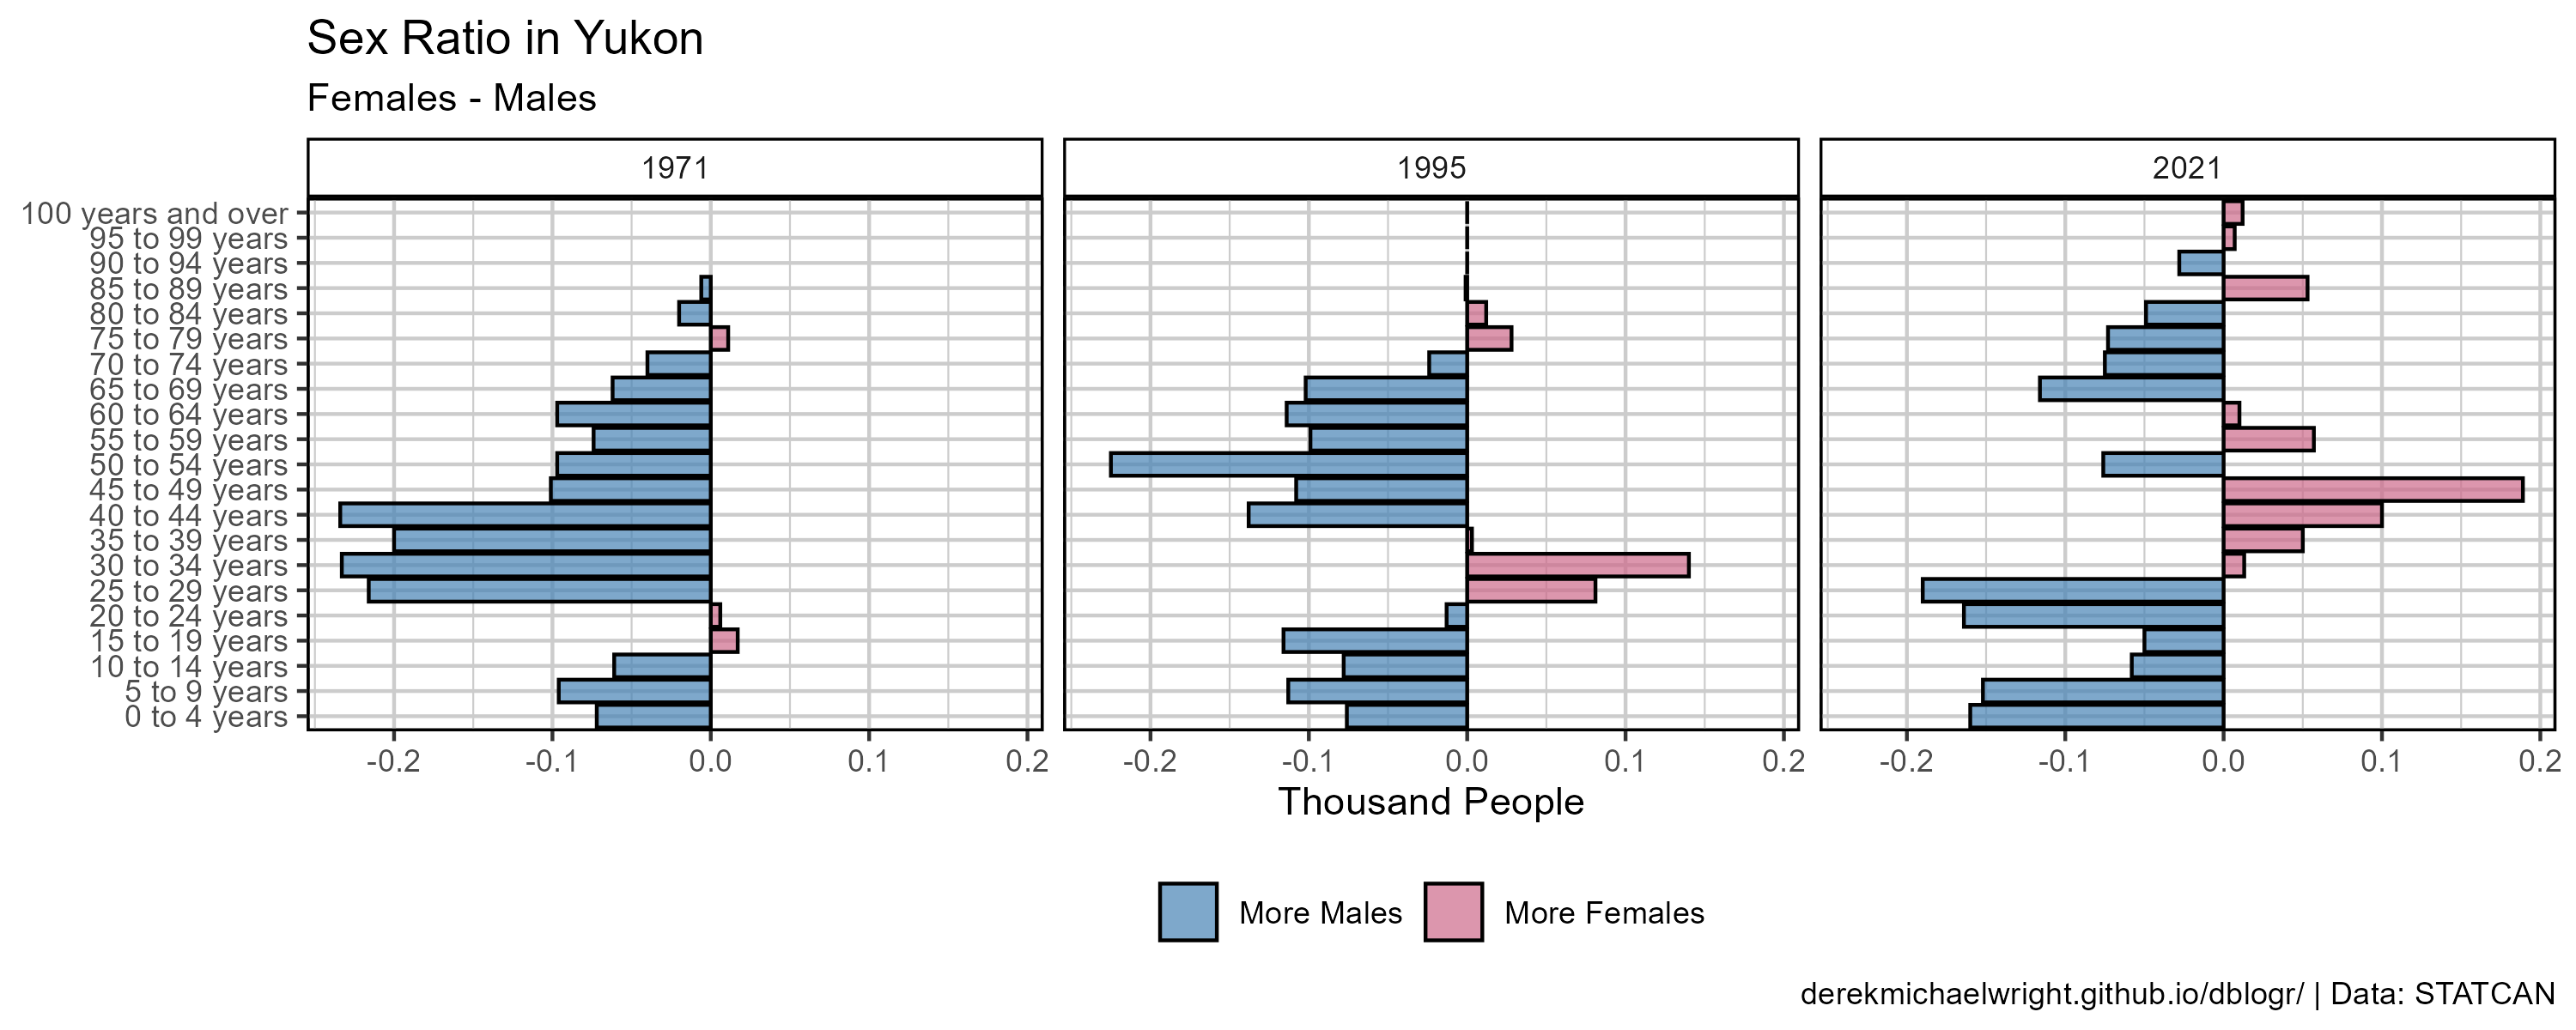 Sex Ratio in Yukon
Females - Males
1971 1995 2021
100 years and over
95 to 99 years
90 to 94 years
85 to 89 years
80 to 84 years
75 to 79 years
70 to 74 years
65 to 69 years
60 to 64 years
55 to 59 years
50 to 54 years
45 to 49 years
40 to 44 years
35 to 39 years
30 to 34 years
25 to 29 years
20 to 24 years
15 to 19 years
10 to 14 years
5 to 9 years
0 to 4 years
-0.2 -0.1 0.0 0.1 0.2 -0.2 -0.1 0.0 0.1 0.2 -0.2 -0.1 0.0 0.1 0.2
Thousand People
More Males More Females
derekmichaelwright.github.io/dblogr/ | Data: STATCAN